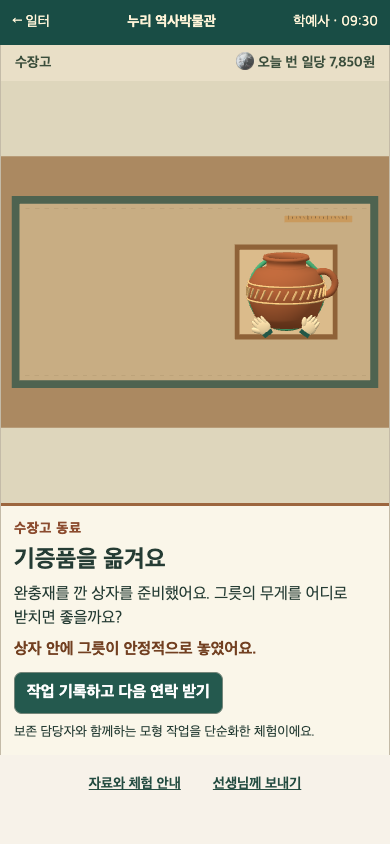 ← 일터
누리 역사박물관
학예사 · 09:30
수장고
오늘 번 일당 7,850원
수장고 동료
기증품을 옮겨요
완충재를 깐 상자를 준비했어요. 그릇의 무게를 어디로
받치면 좋을까요?
상자 안에 그릇이 안정적으로 놓였어요.
작업 기록하고 다음 연락 받기
보존 담당자와 함께하는 모형 작업을 단순화한 체험이에요.
자료와 체험 안내
선생님께 보내기